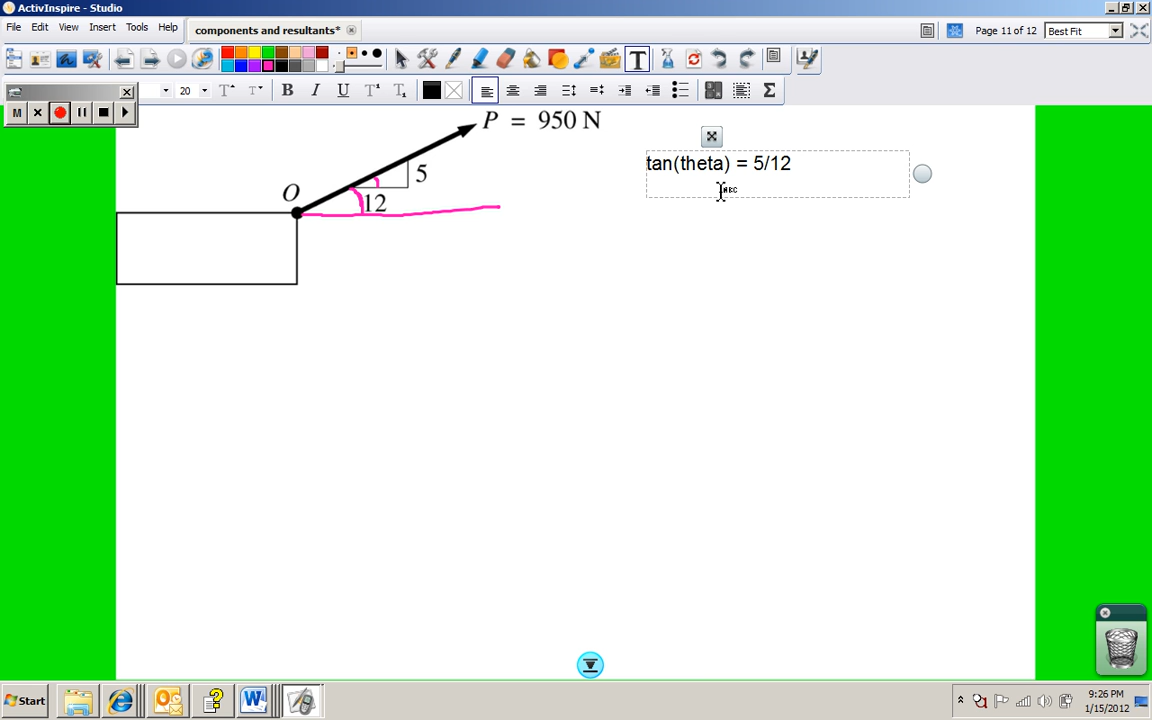 ActivInspire - Studio
File Edit View Insert Tools Help
components and resultants*
Page 11 of 12
Best Fit
20
B I U
M
P = 950 N
5
O
12
tan(theta) = 5/12
ABC
Start
9:26 PM
1/15/2012